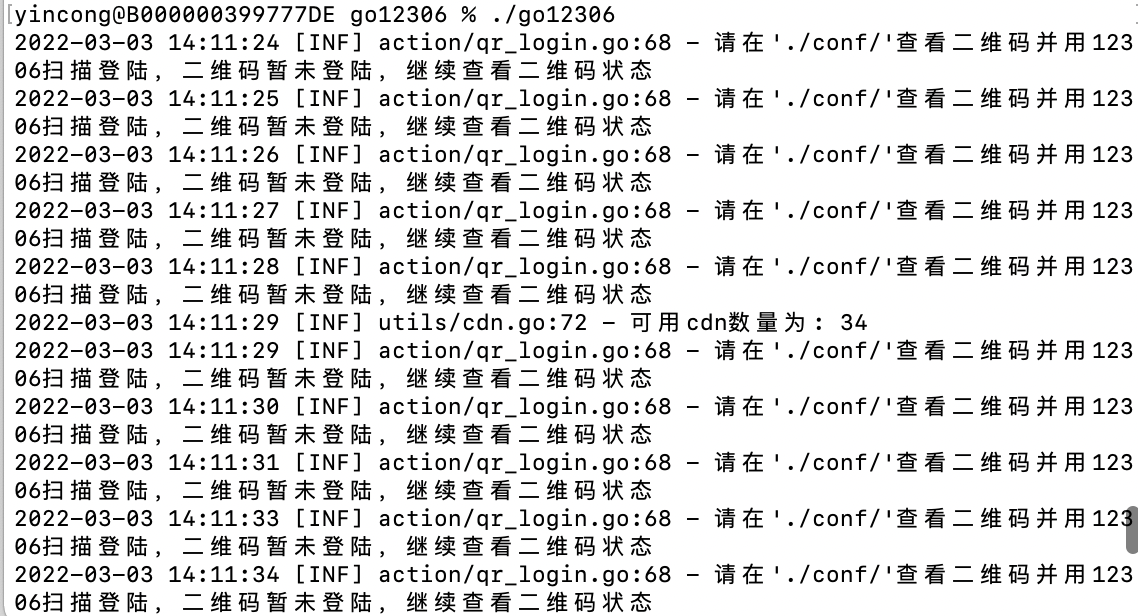 [yincong@B000000399777DE go12306 % ./go12306
2022-03-03 14:11:24 [INF] action/qr_login.go:68 - 请在'./conf/'查看二维码并用123
06扫描登陆, 二维码暂未登陆, 继续查看二维码状态
2022-03-03 14:11:25 [INF] action/qr_login.go:68 - 请在'./conf/'查看二维码并用123
06扫描登陆, 二维码暂未登陆, 继续查看二维码状态
2022-03-03 14:11:26 [INF] action/qr_login.go:68 - 请在'./conf/'查看二维码并用123
06扫描登陆, 二维码暂未登陆, 继续查看二维码状态
2022-03-03 14:11:27 [INF] action/qr_login.go:68 - 请在'./conf/'查看二维码并用123
06扫描登陆, 二维码暂未登陆, 继续查看二维码状态
2022-03-03 14:11:28 [INF] action/qr_login.go:68 - 请在'./conf/'查看二维码并用123
06扫描登陆, 二维码暂未登陆, 继续查看二维码状态
2022-03-03 14:11:29 [INF] utils/cdn.go:72 - 可用cdn数量为: 34
2022-03-03 14:11:29 [INF] action/qr_login.go:68 - 请在'./conf/'查看二维码并用123
06扫描登陆, 二维码暂未登陆, 继续查看二维码状态
2022-03-03 14:11:30 [INF] action/qr_login.go:68 - 请在'./conf/'查看二维码并用123
06扫描登陆, 二维码暂未登陆, 继续查看二维码状态
2022-03-03 14:11:31 [INF] action/qr_login.go:68 - 请在'./conf/'查看二维码并用123
06扫描登陆, 二维码暂未登陆, 继续查看二维码状态
2022-03-03 14:11:33 [INF] action/qr_login.go:68 - 请在'./conf/'查看二维码并用123
06扫描登陆, 二维码暂未登陆, 继续查看二维码状态
2022-03-03 14:11:34 [INF] action/qr_login.go:68 - 请在'./conf/'查看二维码并用123
06扫描登陆, 二维码暂未登陆, 继续查看二维码状态